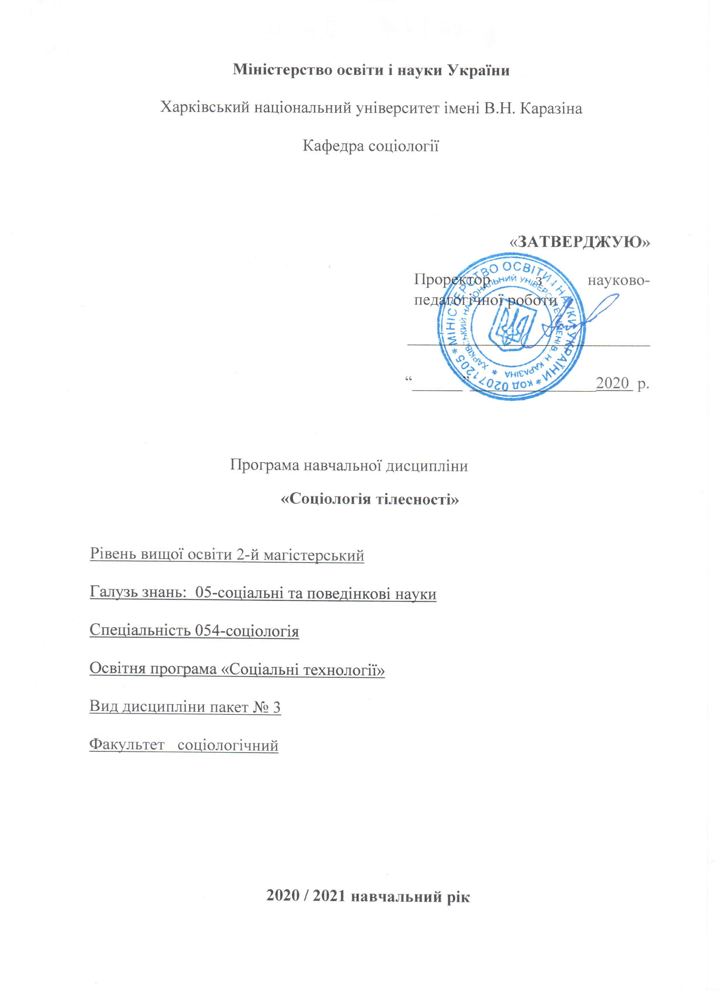 Міністерство освіти і науки України
Харківський національний університет імені В.Н. Каразіна
Кафедра соціології
«ЗАТВЕРДЖУЮ»
Проректор з науково-
педагогічної роботи
МІНІСТЕРСТВО ОСВІТИ І НАУКИ УКРАЇНИ * КОД 02071205 *
ХАРКІВСЬКИЙ НАЦІОНАЛЬНИЙ УНІВЕРСИТЕТ ІМЕНІ В. Н. КАРАЗІНА *
“______” _______________2020_ р.
Програма навчальної дисципліни
«Соціологія тілесності»
Рівень вищої освіти 2-й магістерський
Галузь знань: 05-соціальні та поведінкові науки
Спеціальність 054-соціологія
Освітня програма «Соціальні технології»
Вид дисципліни пакет № 3
Факультет соціологічний
2020 / 2021 навчальний рік